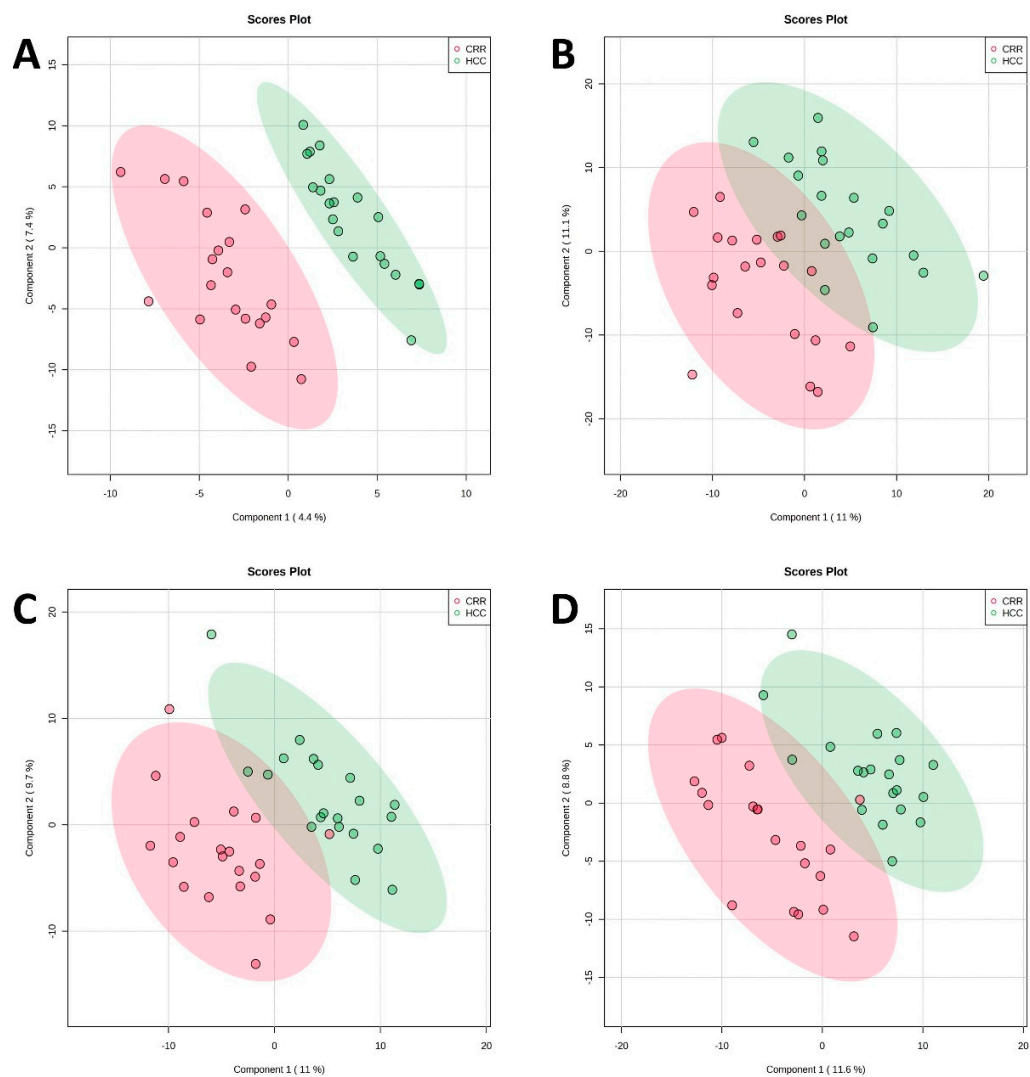 A
Scores Plot
CRR
HCC
15
10
5
0
-5
-10
-15
Component 2 ( 7.4 %)
-10
-5
0
5
10
Component 1 ( 4.4 %)
B
Scores Plot
CRR
HCC
20
10
0
-10
-20
Component 2 ( 11.1 %)
-20
-10
0
10
20
Component 1 ( 11 %)
C
Scores Plot
CRR
HCC
20
10
0
-10
Component 2 ( 9.7 %)
-10
0
10
20
Component 1 ( 11 %)
D
Scores Plot
CRR
HCC
15
10
5
0
-5
-10
-15
Component 2 ( 8.8 %)
-20
-10
0
10
20
Component 1 ( 11.6 %)